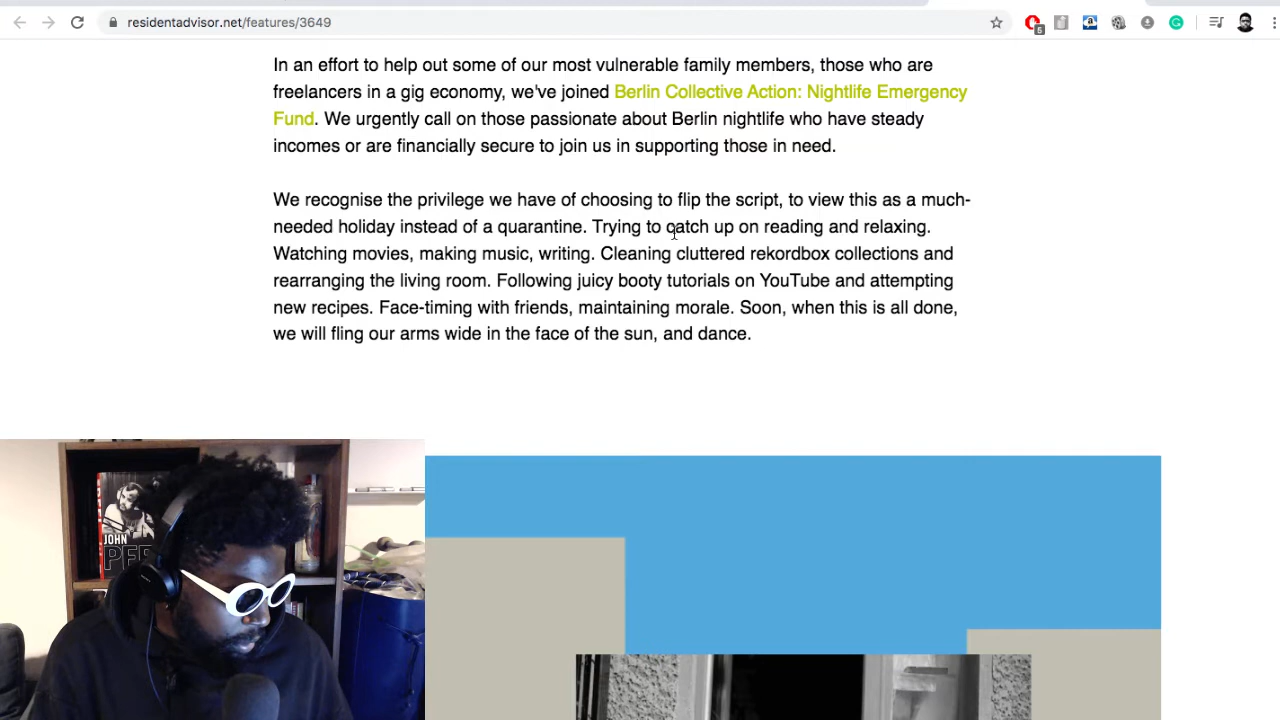 residentadvisor.net/features/3649
5
In an effort to help out some of our most vulnerable family members, those who are
freelancers in a gig economy, we've joined Berlin Collective Action: Nightlife Emergency
Fund. We urgently call on those passionate about Berlin nightlife who have steady
incomes or are financially secure to join us in supporting those in need.
We recognise the privilege we have of choosing to flip the script, to view this as a much-
needed holiday instead of a quarantine. Trying to catch up on reading and relaxing.
Watching movies, making music, writing. Cleaning cluttered rekordbox collections and
rearranging the living room. Following juicy booty tutorials on YouTube and attempting
new recipes. Face-timing with friends, maintaining morale. Soon, when this is all done,
we will fling our arms wide in the face of the sun, and dance.
JOHN